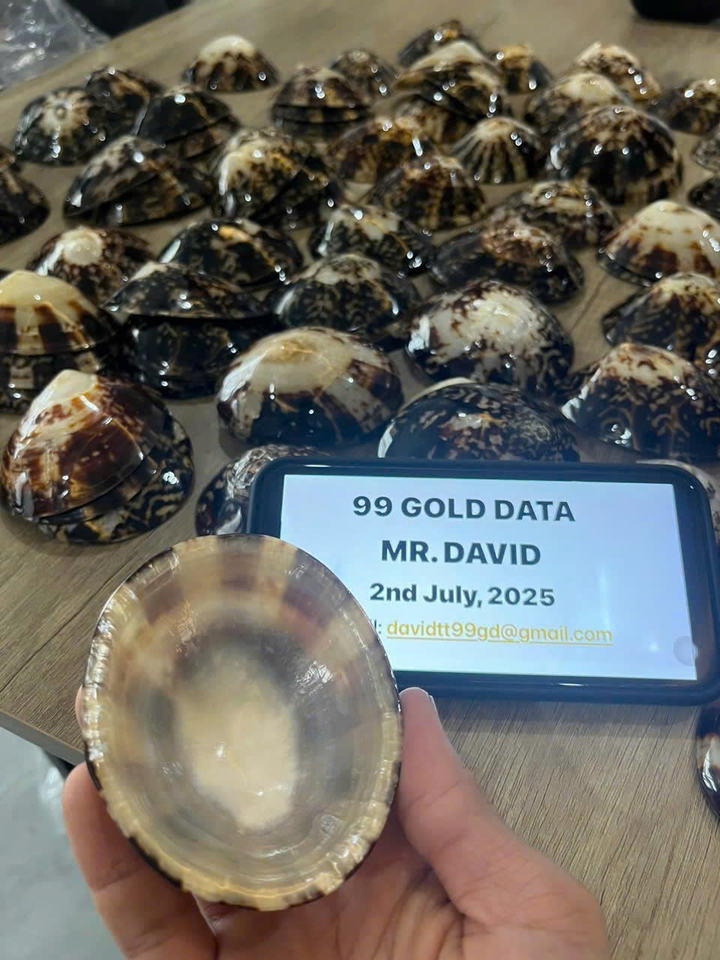 99 GOLD DATA
MR. DAVID
2nd July, 2025
davidtt99gd@gmail.com